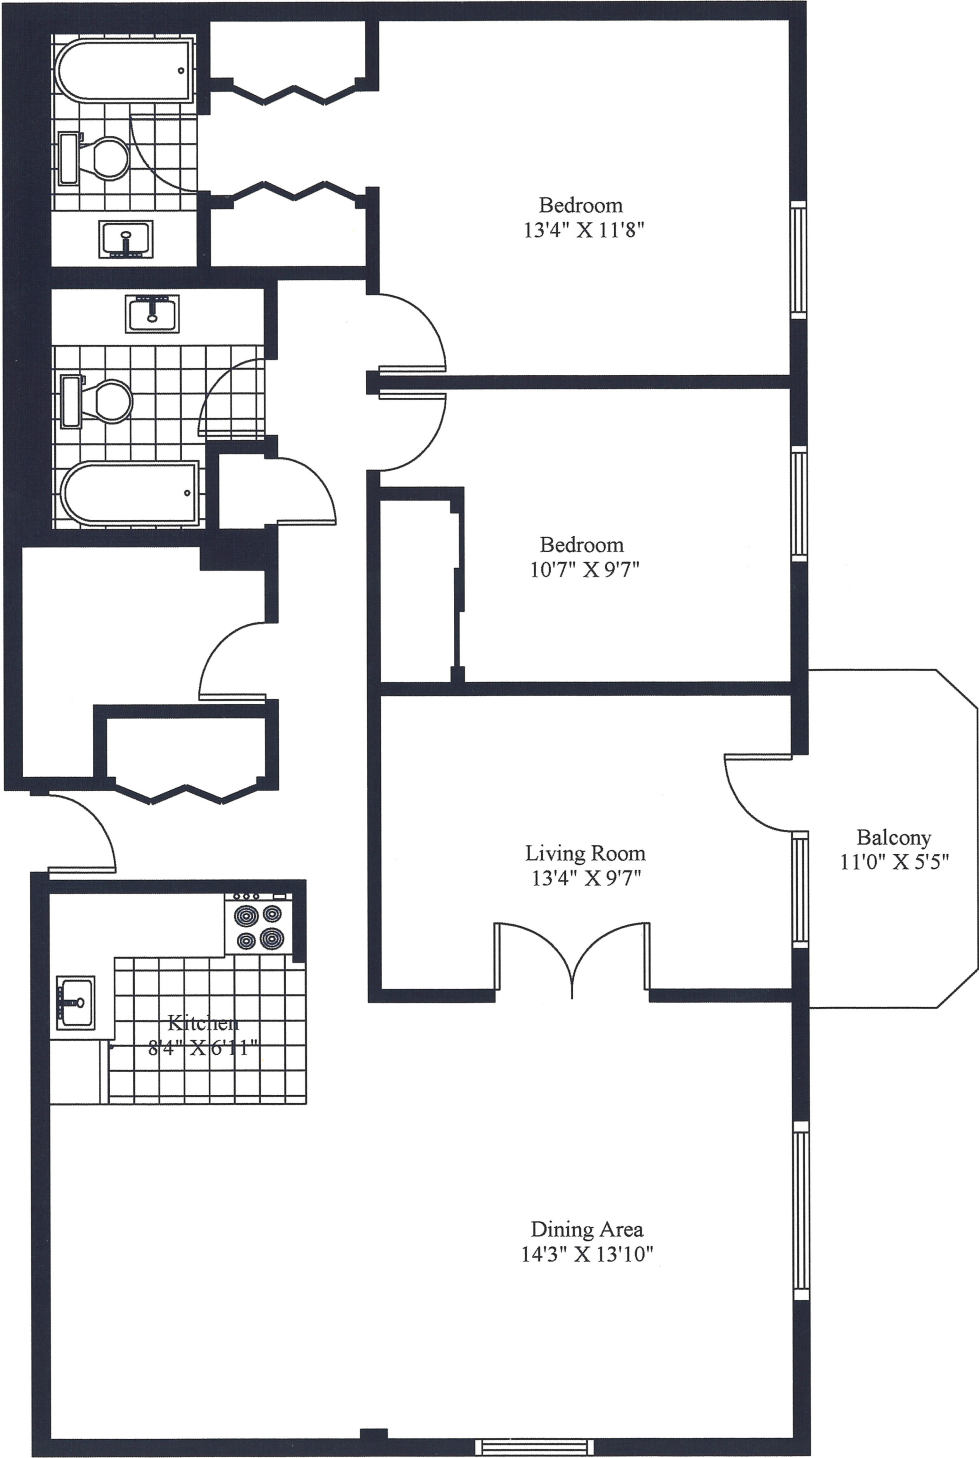 Bedroom
13'4" X 11'8"
Bedroom
10'7" X 9'7"
Living Room
13'4" X 9'7"
Balcony
11'0" X 5'5"
Kitchen
8'4" X 6'11"
Dining Area
14'3" X 13'10"